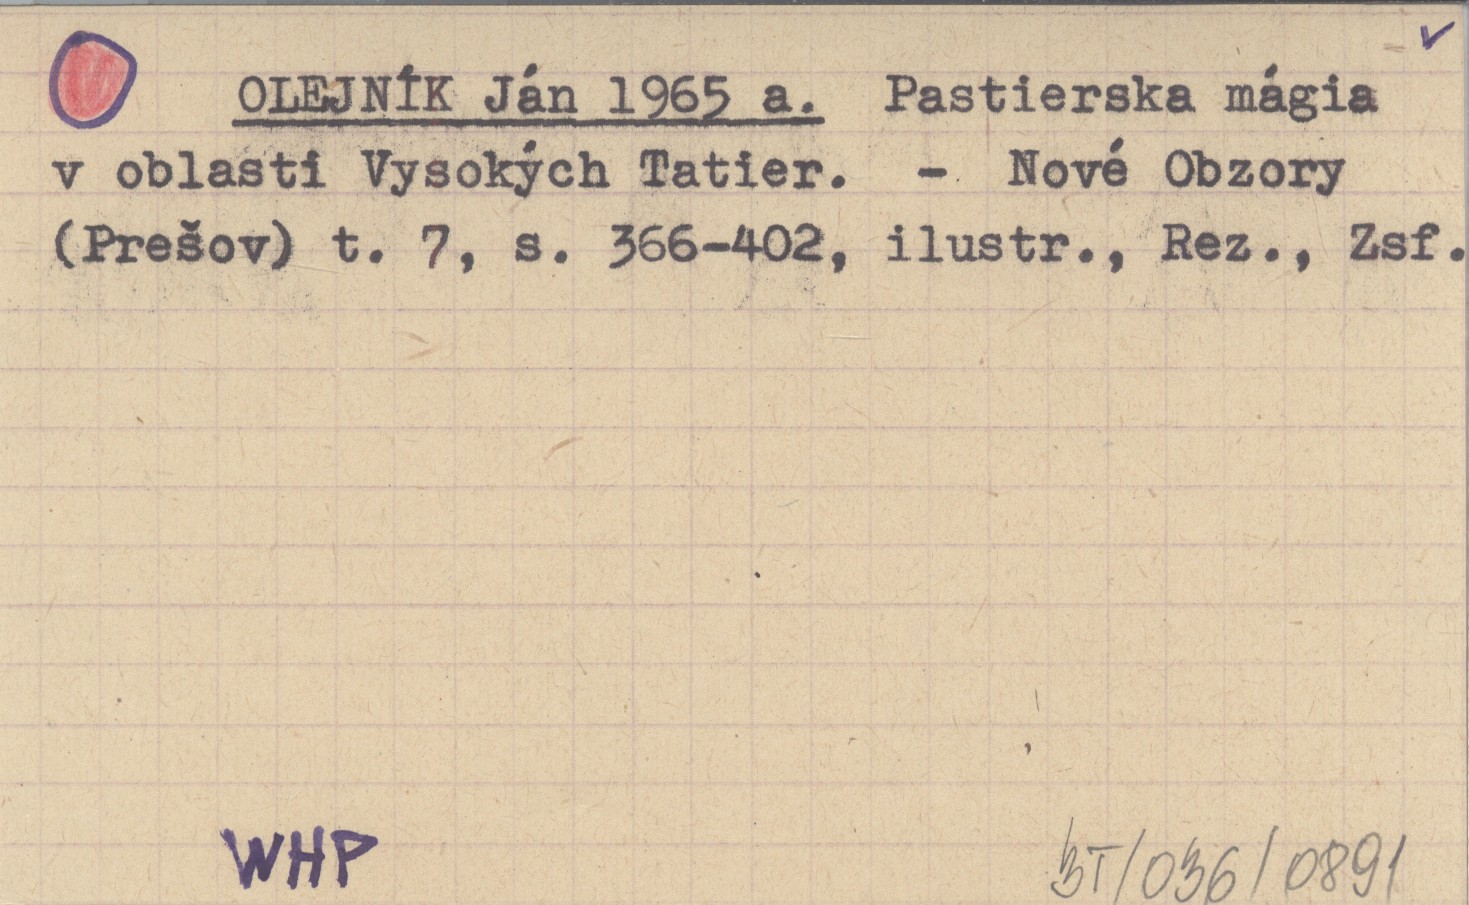 OLEJNÍK Ján 1965 a. Pastierska mágia
v oblasti Vysokých Tatier. - Nové Obzory
(Prešov) t. 7, s. 366-402, ilustr., Rez., Zsf.
WHP
3T/036/0891